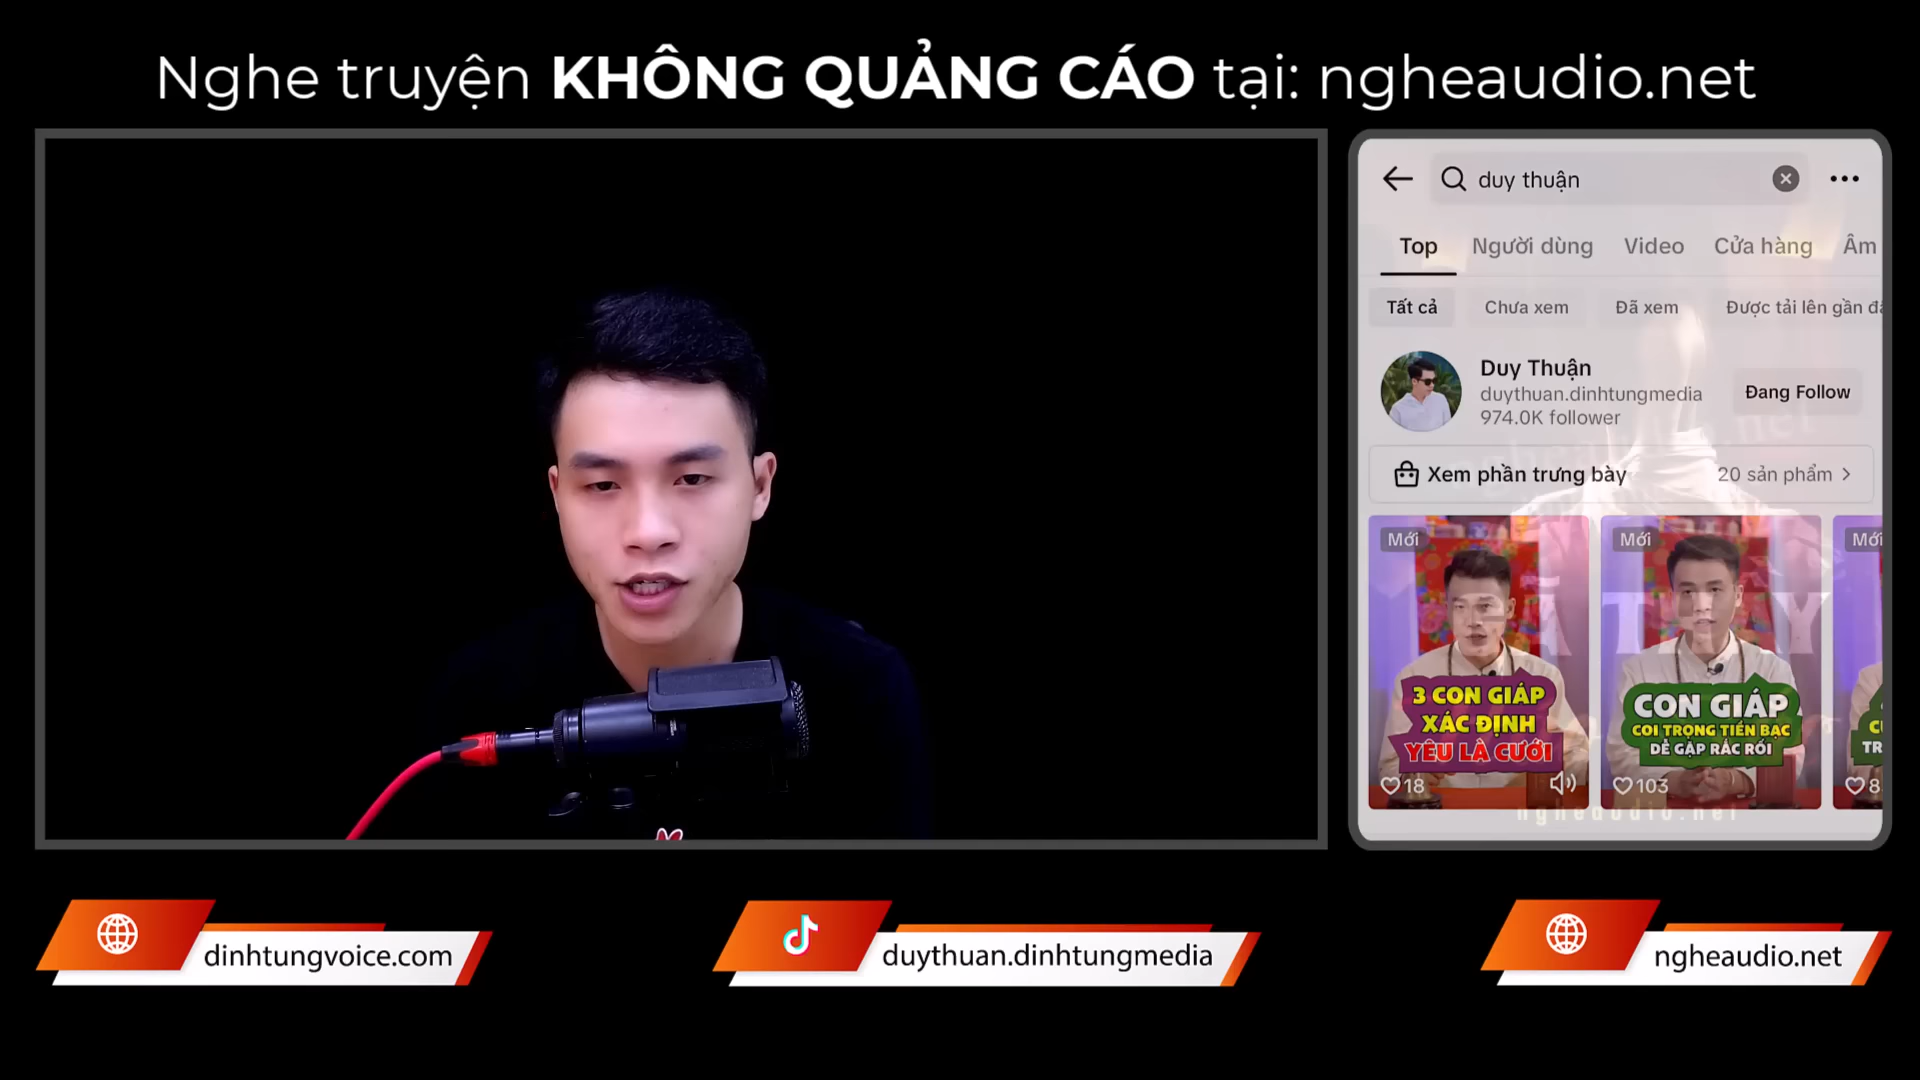 Nghe truyện KHÔNG QUẢNG CÁO tại: ngheaudio.net
duy thuận
Top Người dùng Video Cửa hàng Âm
Tất cả Chưa xem Đã xem Được tải lên gần
Duy Thuận
duythuan.dinhtungmedia
974.0K follower
Đang Follow
Xem phần trưng bày 20 sản phẩm
Mới
3 CON GIÁP
XÁC ĐỊNH
YÊU LÀ CƯỚI
18
Mới
CON GIÁP
COI TRỌNG TIỀN BẠC
DỄ GẶP RẮC RỐI
103
Mới
TR
8
ngheaudio.net
dinhtungvoice.com
duythuan.dinhtungmedia
ngheaudio.net